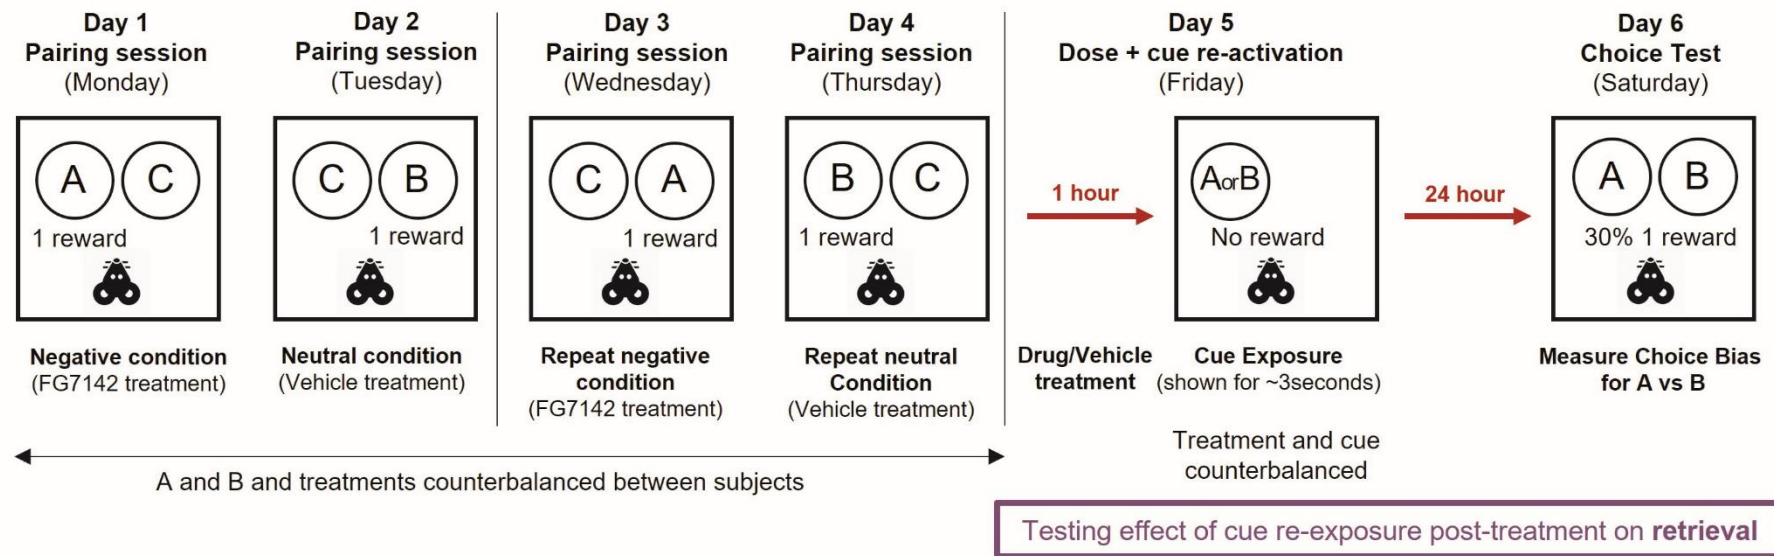 Day 1
Pairing session
(Monday)
A
C
1 reward
Negative condition
(FG7142 treatment)
Day 2
Pairing session
(Tuesday)
C
B
1 reward
Neutral condition
(Vehicle treatment)
Day 3
Pairing session
(Wednesday)
C
A
1 reward
Repeat negative
condition
(FG7142 treatment)
Day 4
Pairing session
(Thursday)
B
C
1 reward
Repeat neutral
Condition
(Vehicle treatment)
A and B and treatments counterbalanced between subjects
Day 5
Dose + cue re-activation
(Friday)
1 hour
Drug/Vehicle
treatment
AorB
No reward
Cue Exposure
(shown for ~3seconds)
Treatment and cue
counterbalanced
24 hour
Day 6
Choice Test
(Saturday)
A
B
30% 1 reward
Measure Choice Bias
for A vs B
Testing effect of cue re-exposure post-treatment on retrieval